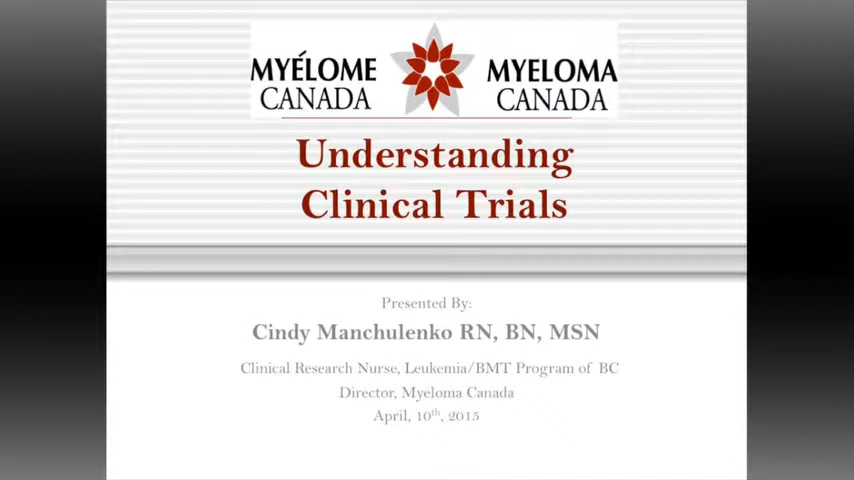 MYÉLOME
CANADA
MYELOMA
CANADA
Understanding
Clinical Trials
Presented By:
Cindy Manchulenko RN, BN, MSN
Clinical Research Nurse, Leukemia/BMT Program of BC
Director, Myeloma Canada
April, 10th, 2015